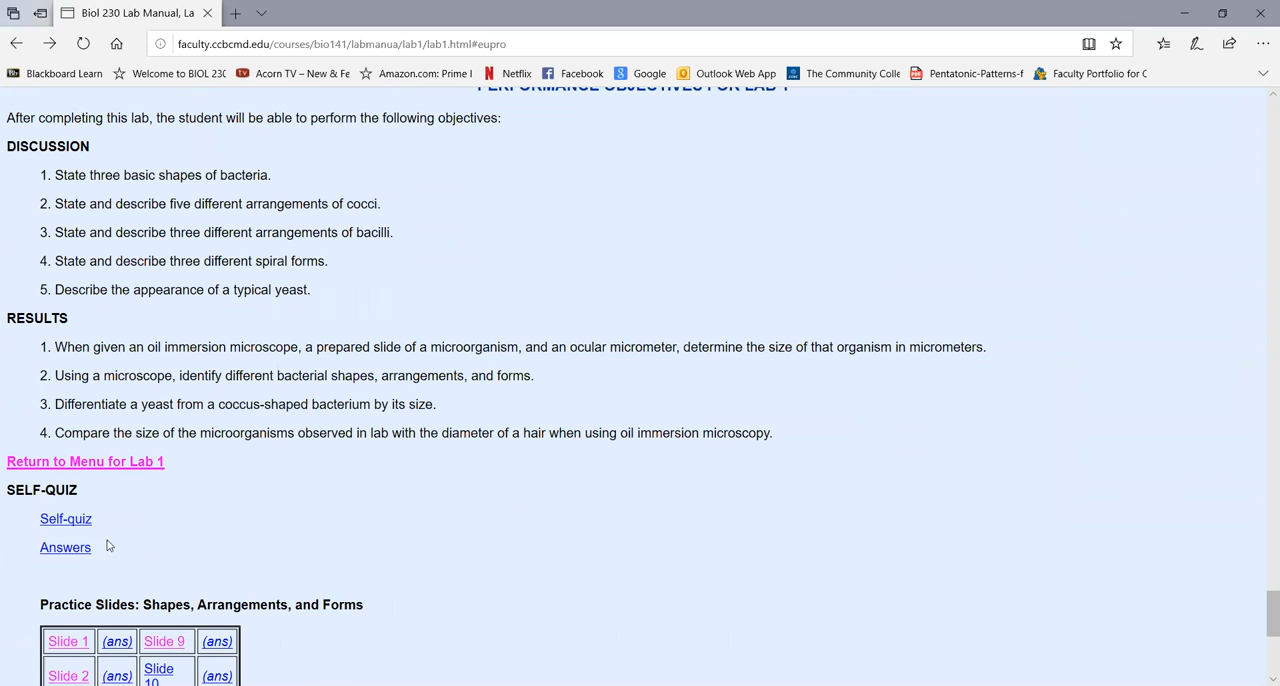 Biol 230 Lab Manual, La
faculty.ccbcmd.edu/courses/bio141/labmanua/lab1/lab1.html#eupro
Blackboard Learn Welcome to BIOL 230 Acorn TV – New & Fe Amazon.com: Prime I Netflix Facebook Google Outlook Web App The Community Colle Pentatonic-Patterns-f Faculty Portfolio for C
PERFORMANCE OBJECTIVES FOR LAB 1
After completing this lab, the student will be able to perform the following objectives:
DISCUSSION
1. State three basic shapes of bacteria.
2. State and describe five different arrangements of cocci.
3. State and describe three different arrangements of bacilli.
4. State and describe three different spiral forms.
5. Describe the appearance of a typical yeast.
RESULTS
1. When given an oil immersion microscope, a prepared slide of a microorganism, and an ocular micrometer, determine the size of that organism in micrometers.
2. Using a microscope, identify different bacterial shapes, arrangements, and forms.
3. Differentiate a yeast from a coccus-shaped bacterium by its size.
4. Compare the size of the microorganisms observed in lab with the diameter of a hair when using oil immersion microscopy.
Return to Menu for Lab 1
SELF-QUIZ
Self-quiz
Answers
Practice Slides: Shapes, Arrangements, and Forms
Slide 1 (ans) Slide 9 (ans)
Slide 2 (ans) Slide 10 (ans)